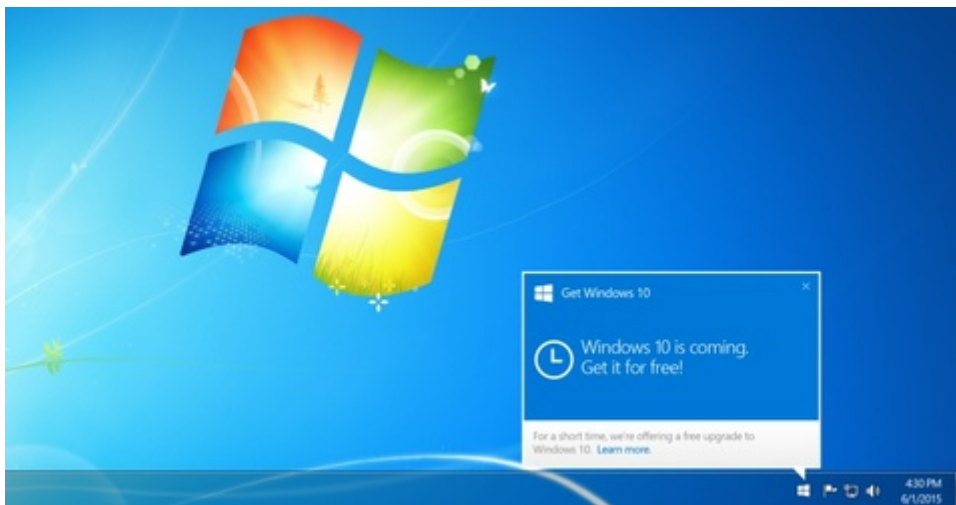 Get Windows 10
Windows 10 is coming.
Get it for free!
For a short time, we're offering a free upgrade to
Windows 10. Learn more.
4:30 PM
6/1/2015